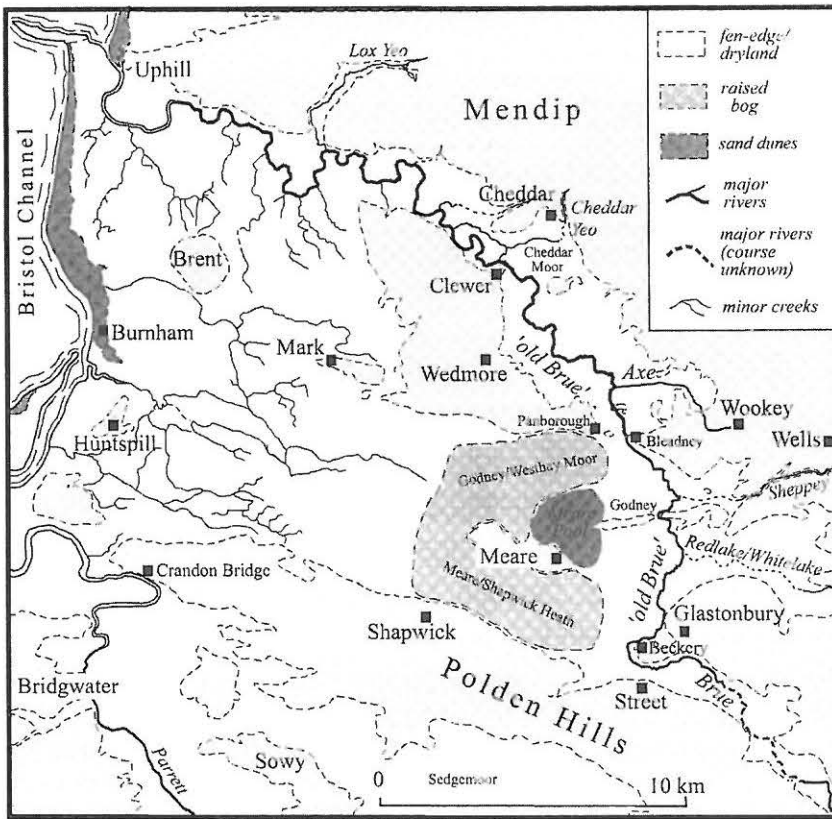 Uphill
Lox Yeo
Mendip
Cheddar
Cheddar
Yeo
Cheddar
Moor
Brent
Clewer
Bristol Channel
Burnham
Mark
Wedmore
'old Brue'
Axe
Wookey
Panborough
Bleadney
Wells
Huntspill
Godney/Westhay Moor
Sheppey
Godney
Meare
Pool
Redlake/Whitelake
Meare
Crandon Bridge
Meare/Shapwick Heath
'old Brue'
Glastonbury
Shapwick
Beckery
Bridgwater
Polden Hills
Street
Brue
Parrett
Sowy
Sedgemoor
0
10 km
fen-edge/
dryland
raised
bog
sand dunes
major
rivers
major rivers
(course
unknown)
minor creeks